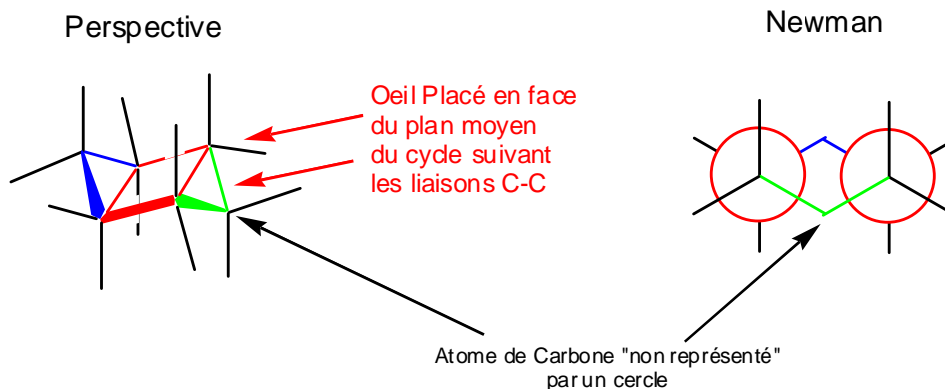 Perspective
Newman
Oeil Placé en face
du plan moyen
du cycle suivant
les liaisons C-C
Atome de Carbone "non représenté"
par un cercle